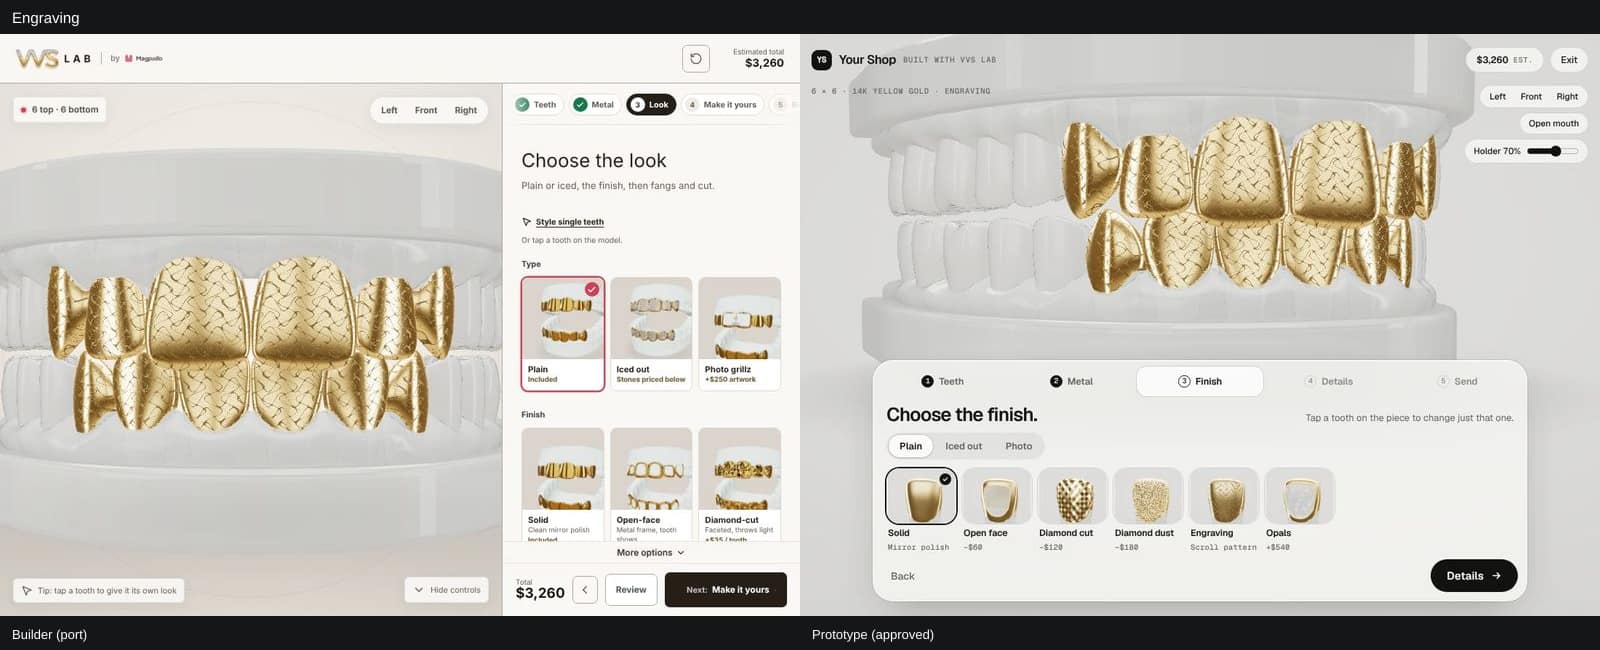 Engraving
VVS LAB
by Magpudo
Estimated total
$3,260
6 top · 6 bottom
Left Front Right
Teeth
Metal
3 Look
4 Make it yours
5
Choose the look
Plain or iced, the finish, then fangs and cut.
Style single teeth
Or tap a tooth on the model.
Type
Plain
Included
Iced out
Stones priced below
Photo grillz
+$250 artwork
Finish
Solid
Clean mirror polish
Included
Open-face
Metal frame, tooth
shows
Diamond-cut
Faceted, throws light
+$35 / tooth
More options
Tip: tap a tooth to give it its own look
Hide controls
Total
$3,260
Review
Next: Make it yours
Builder (port)
YS Your Shop BUILT WITH VVS LAB
$3,260 EST.
Exit
6 × 6 · 14K YELLOW GOLD · ENGRAVING
Left Front Right
Open mouth
Holder 70%
1 Teeth
2 Metal
3 Finish
4 Details
5 Send
Choose the finish.
Tap a tooth on the piece to change just that one.
Plain Iced out Photo
Solid
Mirror polish
Open face
−$60
Diamond cut
−$120
Diamond dust
−$180
Engraving
Scroll pattern
Opals
+$540
Back
Details
Prototype (approved)